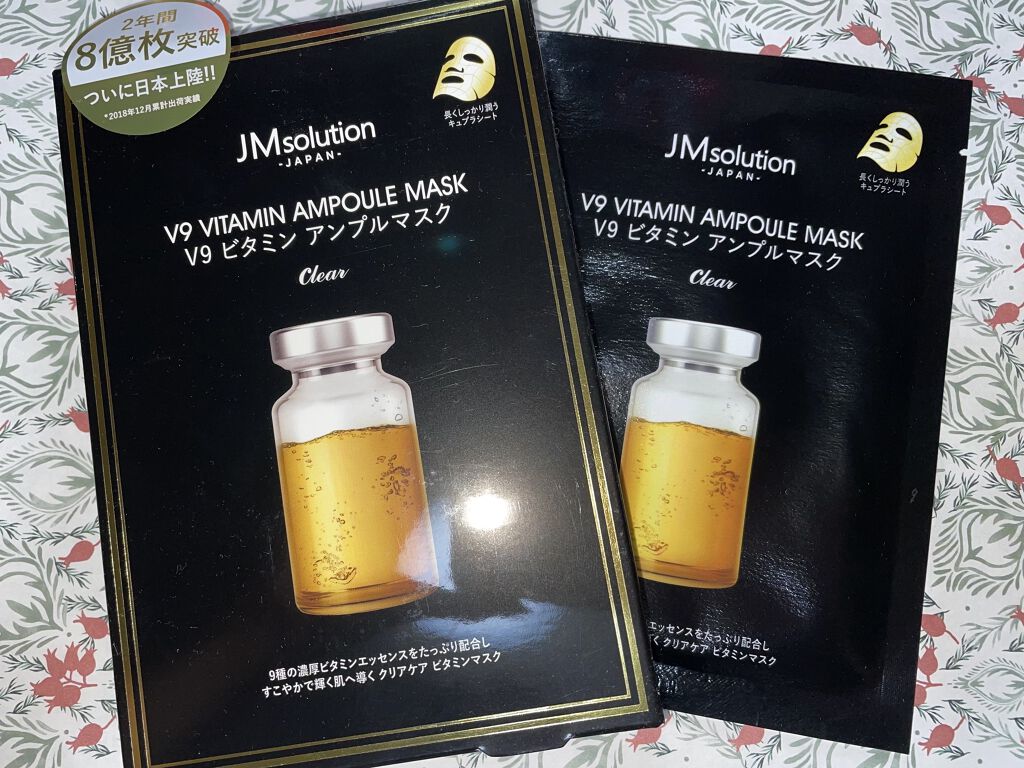 2年間
8億枚突破
ついに日本上陸!!
*2018年12月累計出荷実績
長くしっかり潤う
キュプラシート
JMsolution
-JAPAN-
V9 VITAMIN AMPOULE MASK
V9 ビタミン アンプルマスク
Clear
9種の濃厚ビタミンエッセンスをたっぷり配合し
すこやかで輝く肌へ導く クリアケア ビタミンマスク
長くしっかり潤う
キュプラシート
JMsolution
-JAPAN-
V9 VITAMIN AMPOULE MASK
V9 ビタミン アンプルマスク
Clear
エッセンスをたっぷり配合し
く クリアケア ビタミンマスク